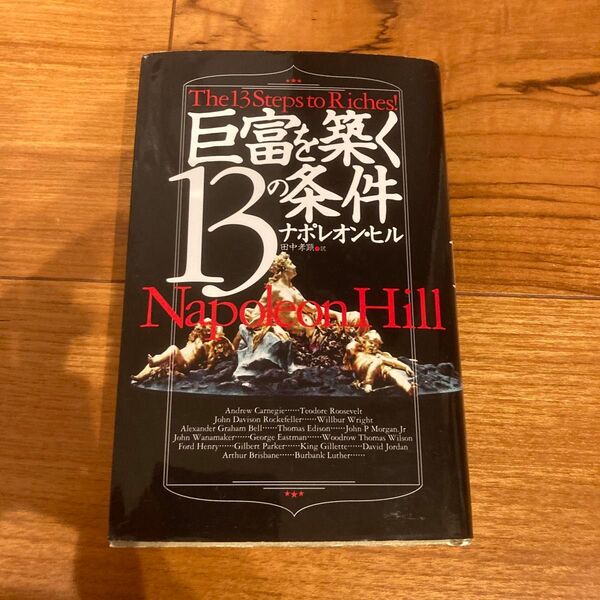 The 13 Steps to Riches!
巨富を築く
13の条件
ナポレオン・ヒル
田中孝顕●訳
Napoleon Hill
Andrew Carnegie……Teodore Roosevelt
John Davison Rockefeller……Willbur Wright
Alexander Graham Bell……Thomas Edison……John P Morgan.Jr
John Wanamaker……George Eastman……Woodrow Thomas Wilson
Ford Henry……Gilbert Parker……King Gillette……David Jordan
Arthur Brisbane……Burbank Luther……